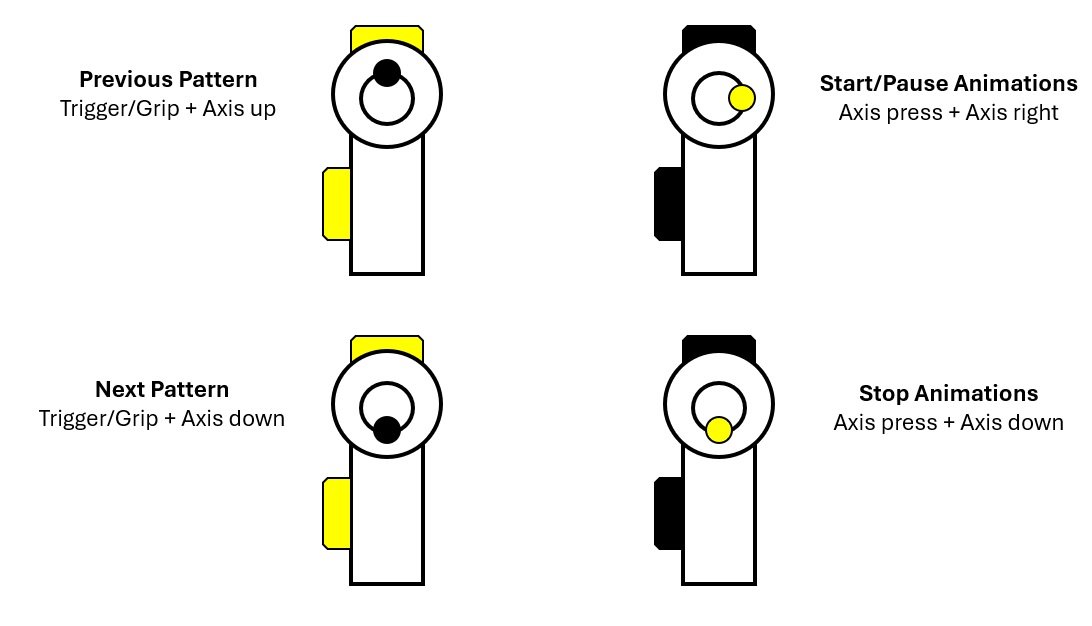 Previous Pattern
Trigger/Grip + Axis up
Start/Pause Animations
Axis press + Axis right
Next Pattern
Trigger/Grip + Axis down
Stop Animations
Axis press + Axis down